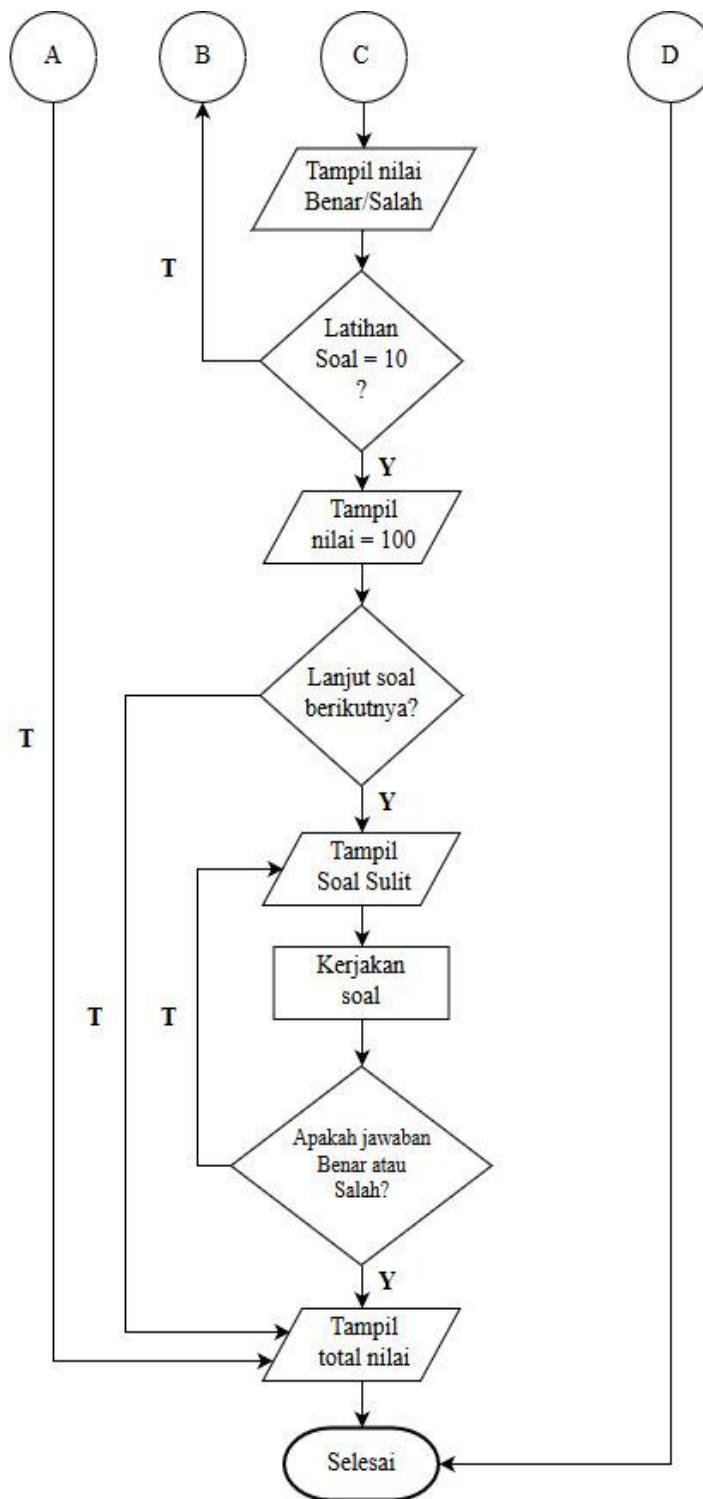 A
B
C
D
Tampil nilai
Benar/Salah
T
Latihan
Soal = 10
?
Y
Tampil
nilai = 100
Lanjut soal
berikutnya?
T
Y
Tampil
Soal Sulit
Kerjakan
soal
T
T
Apakah jawaban
Benar atau
Salah?
Y
Tampil
total nilai
Selesai